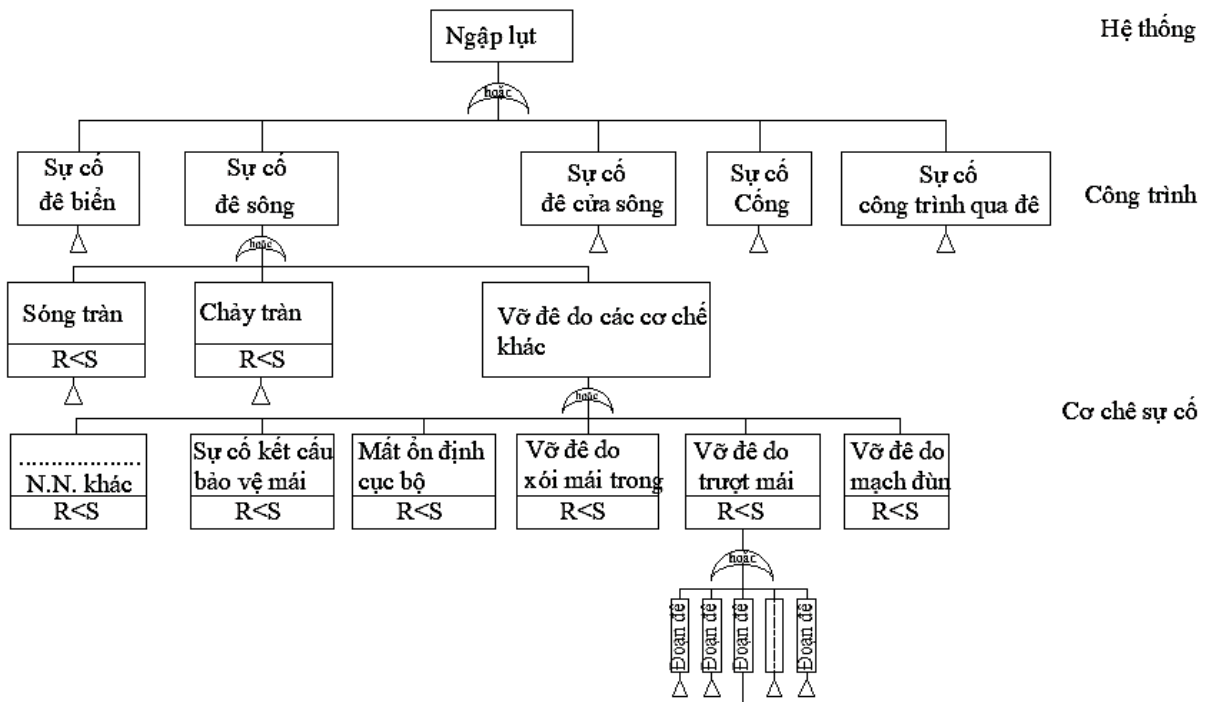 Ngập lụt
Hệ thống
hoặc
Sự cố
đê biển
Sự cố
đê sông
Sự cố
đê cửa sông
Sự cố
Cống
Sự cố
công trình qua đê
Công trình
hoặc
Sóng tràn
R<S
Chảy tràn
R<S
Vỡ đê do các cơ chế
khác
hoặc
Cơ chê sự cố
....................
N.N. khác
R<S
Sự cố kết cấu
bảo vệ mái
R<S
Mất ổn định
cục bộ
R<S
Vỡ đê do
xói mái trong
R<S
Vỡ đê do
trượt mái
R<S
Vỡ đê do
mạch đùn
R<S
hoặc
Đoạn đê
Đoạn đê
Đoạn đê
Đoạn đê